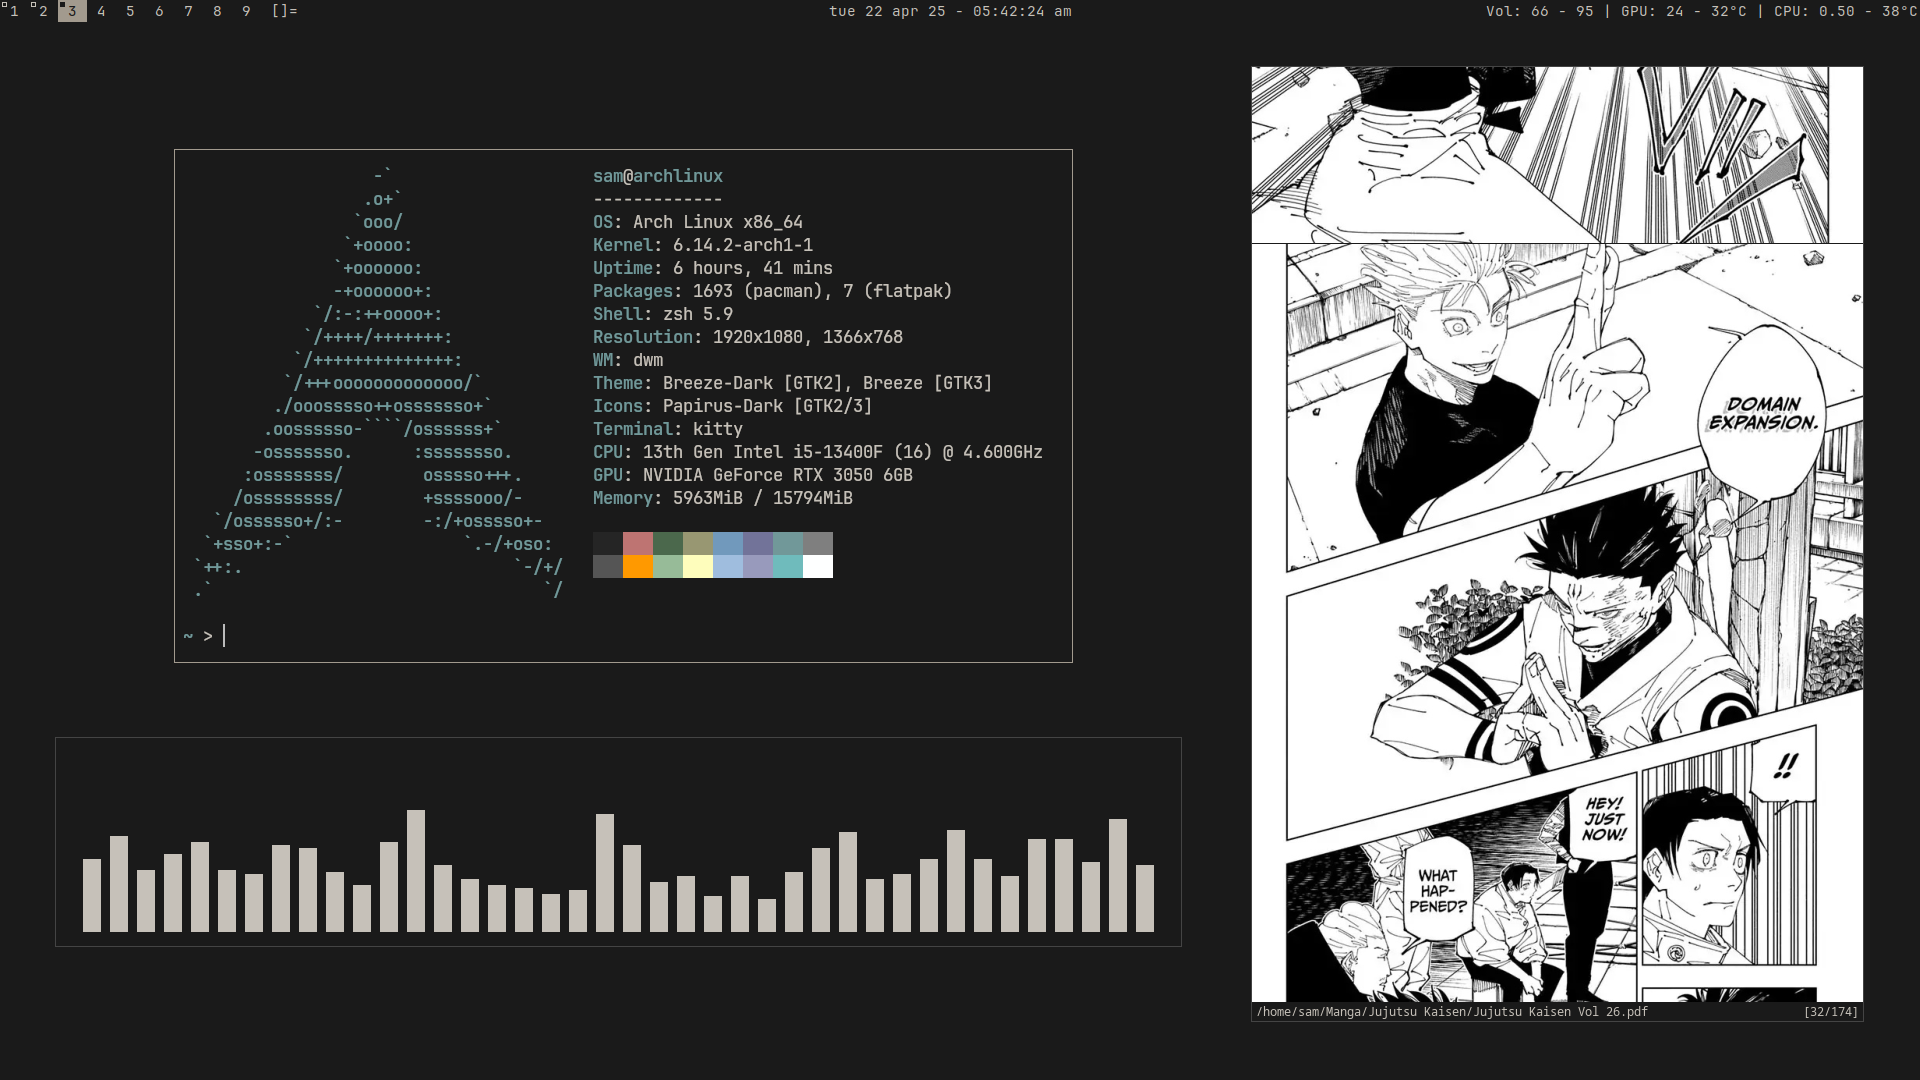 1 2 3 4 5 6 7 8 9 []=
tue 22 apr 25 - 05:42:24 am
Vol: 66 - 95 | GPU: 24 - 32°C | CPU: 0.50 - 38°C
-`
.o+`
`ooo/
`+oooo:
`+oooooo:
-+oooooo+:
`/:-:++oooo+:
`/++++/+++++++:
`/++++++++++++++:
`/+++ooooooooooooo/`
./ooosssso++osssssso+`
.oossssso-````/ossssss+`
-osssssso.      :ssssssso.
:osssssss/        osssso+++.
/ossssssss/        +ssssooo/-
`/ossssso+/:-        -:/+osssso+-
`+sso+:-`                 `.-/+oso:
`++:.                           `-/+/
.`                                 `/
sam@archlinux
-------------
OS: Arch Linux x86_64
Kernel: 6.14.2-arch1-1
Uptime: 6 hours, 41 mins
Packages: 1693 (pacman), 7 (flatpak)
Shell: zsh 5.9
Resolution: 1920x1080, 1366x768
WM: dwm
Theme: Breeze-Dark [GTK2], Breeze [GTK3]
Icons: Papirus-Dark [GTK2/3]
Terminal: kitty
CPU: 13th Gen Intel i5-13400F (16) @ 4.600GHz
GPU: NVIDIA GeForce RTX 3050 6GB
Memory: 5963MiB / 15794MiB
~ >
DOMAIN
EXPANSION.
!!
HEY!
JUST
NOW!
WHAT
HAP-
PENED?
/home/sam/Manga/Jujutsu Kaisen/Jujutsu Kaisen Vol 26.pdf
[32/174]